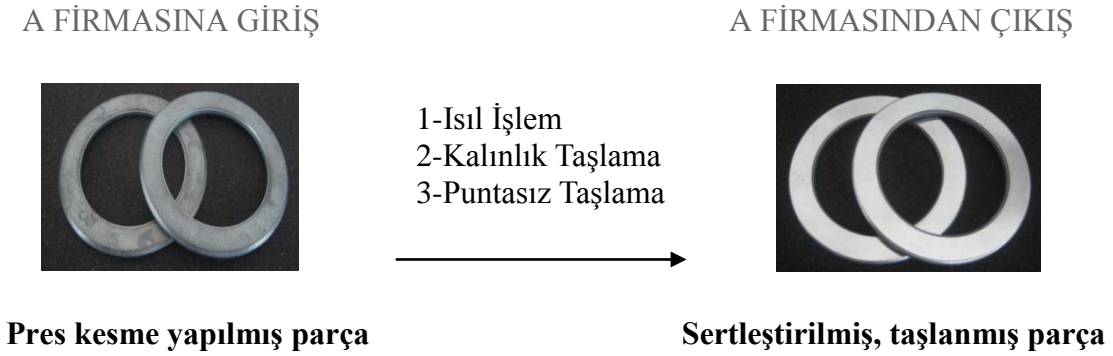 A FİRMASINA GİRİŞ
A FİRMASINDAN ÇIKIŞ
1-Isıl İşlem
2-Kalınlık Taşlama
3-Puntasız Taşlama
Pres kesme yapılmış parça
Sertleştirilmiş, taşlanmış parça